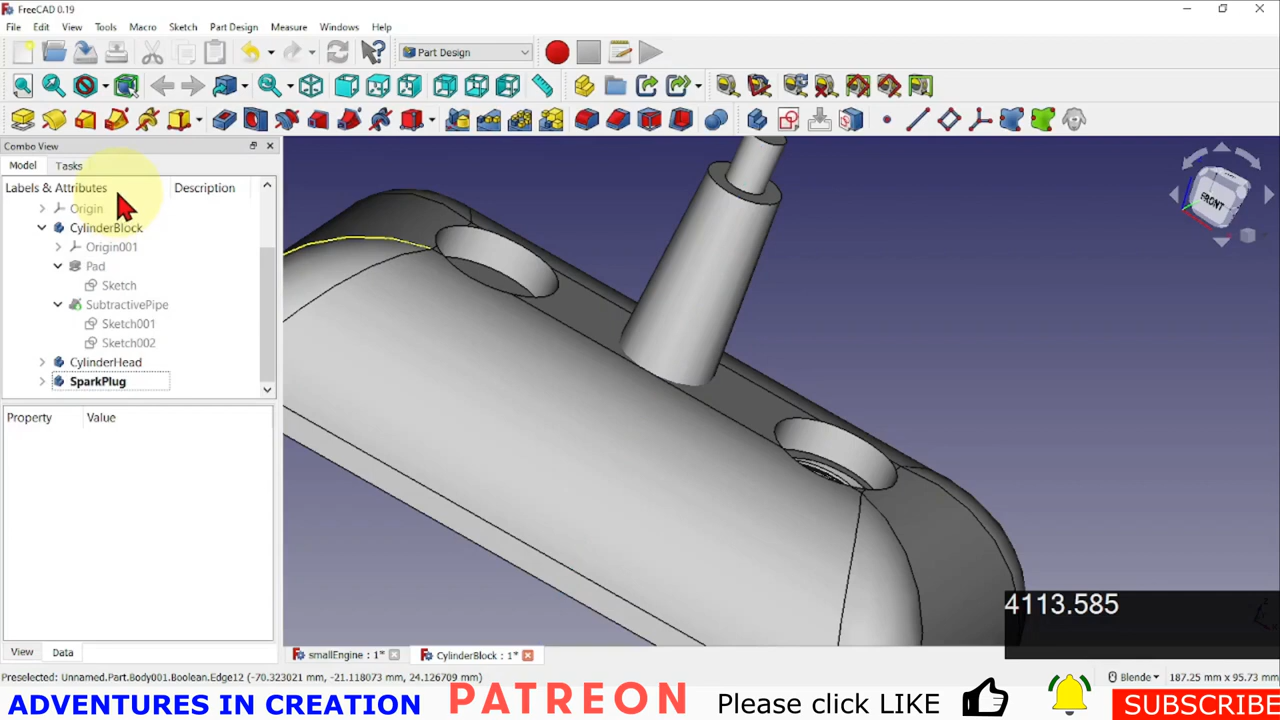 FreeCAD 0.19
File Edit View Tools Macro Sketch Part Design Measure Windows Help
Part Design
Combo View
Model Tasks
Labels & Attributes Description
Origin
CylinderBlock
Origin001
Pad
Sketch
SubtractivePipe
Sketch001
Sketch002
CylinderHead
SparkPlug
Property Value
FRONT
4113.585
View Data
smallEngine : 1*
CylinderBlock : 1*
Preselected: Unnamed.Part.Body001.Boolean.Edge12 (-70.323021 mm, -21.118073 mm, 24.126709 mm)
Blende
187.25 mm x 95.73 mm
ADVENTURES IN CREATION PATREON Please click LIKE SUBSCRIBE